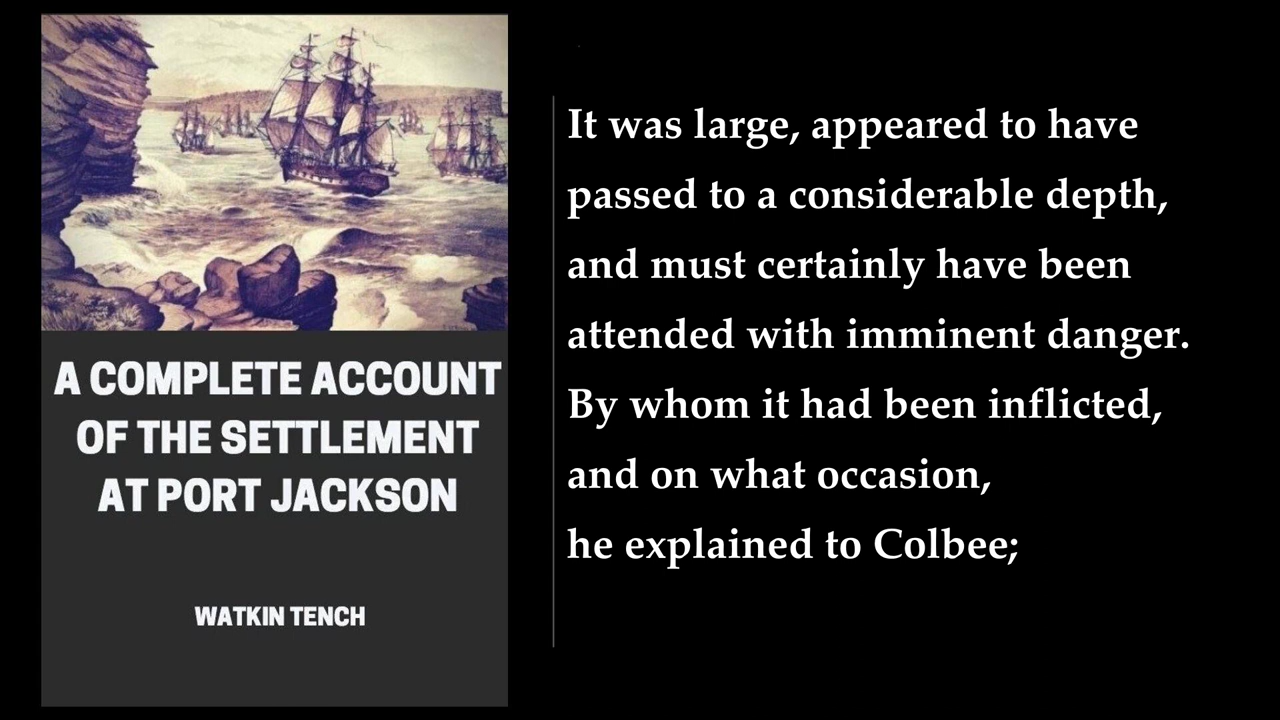 A COMPLETE ACCOUNT
OF THE SETTLEMENT
AT PORT JACKSON
WATKIN TENCH
It was large, appeared to have
passed to a considerable depth,
and must certainly have been
attended with imminent danger.
By whom it had been inflicted,
and on what occasion,
he explained to Colbee;